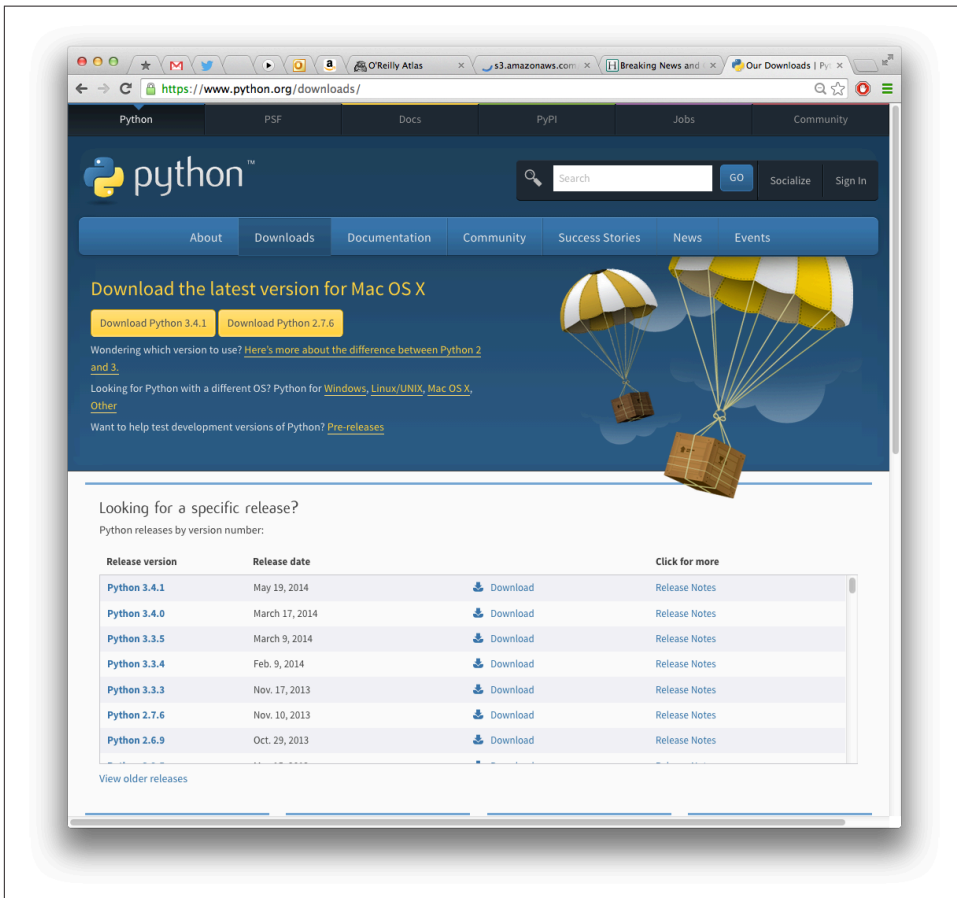 O'Reilly Atlas
s3.amazonaws.com
Breaking News and
Our Downloads | Py
https://www.python.org/downloads/
Python PSF Docs PyPI Jobs Community
python™
Search GO Socialize Sign In
About Downloads Documentation Community Success Stories News Events
Download the latest version for Mac OS X
Download Python 3.4.1 Download Python 2.7.6
Wondering which version to use? Here's more about the difference between Python 2
and 3.
Looking for Python with a different OS? Python for Windows, Linux/UNIX, Mac OS X,
Other
Want to help test development versions of Python? Pre-releases
Looking for a specific release?
Python releases by version number:
Release version Release date Click for more
Python 3.4.1 May 19, 2014 Download Release Notes
Python 3.4.0 March 17, 2014 Download Release Notes
Python 3.3.5 March 9, 2014 Download Release Notes
Python 3.3.4 Feb. 9, 2014 Download Release Notes
Python 3.3.3 Nov. 17, 2013 Download Release Notes
Python 2.7.6 Nov. 10, 2013 Download Release Notes
Python 2.6.9 Oct. 29, 2013 Download Release Notes
View older releases